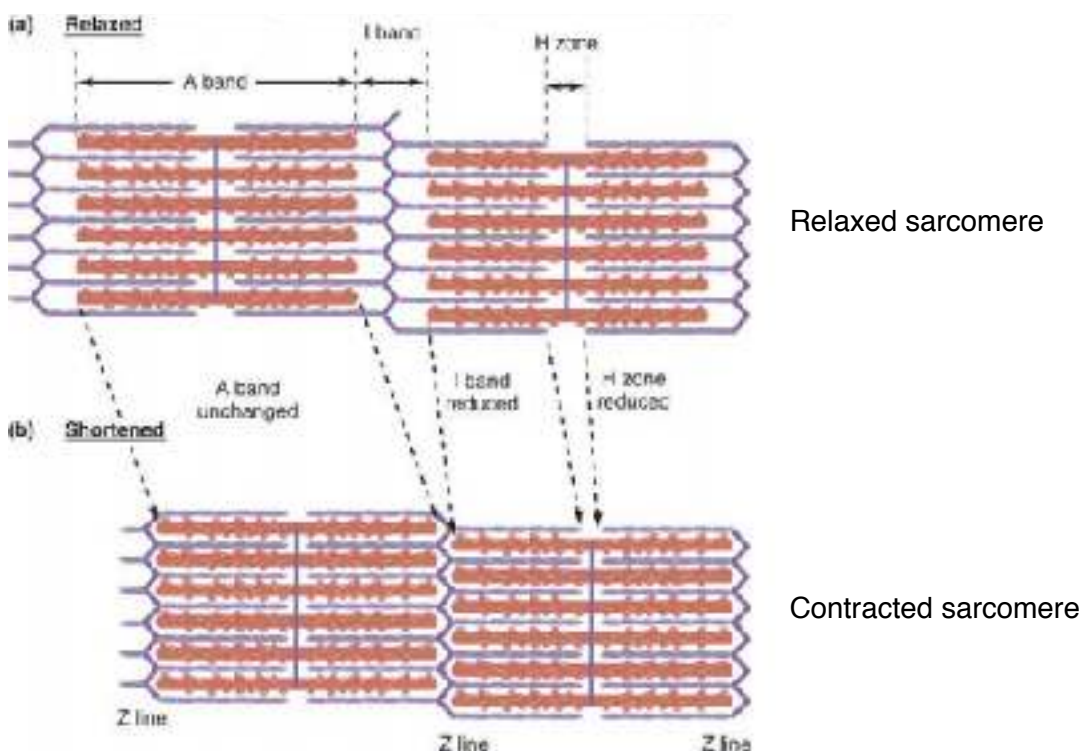 (a) Relaxed
I band
H zone
A band
Relaxed sarcomere
A band
unchanged
I band
reduced
H zone
reduced
(b) Shortened
Contracted sarcomere
Z line
Z line
Z line